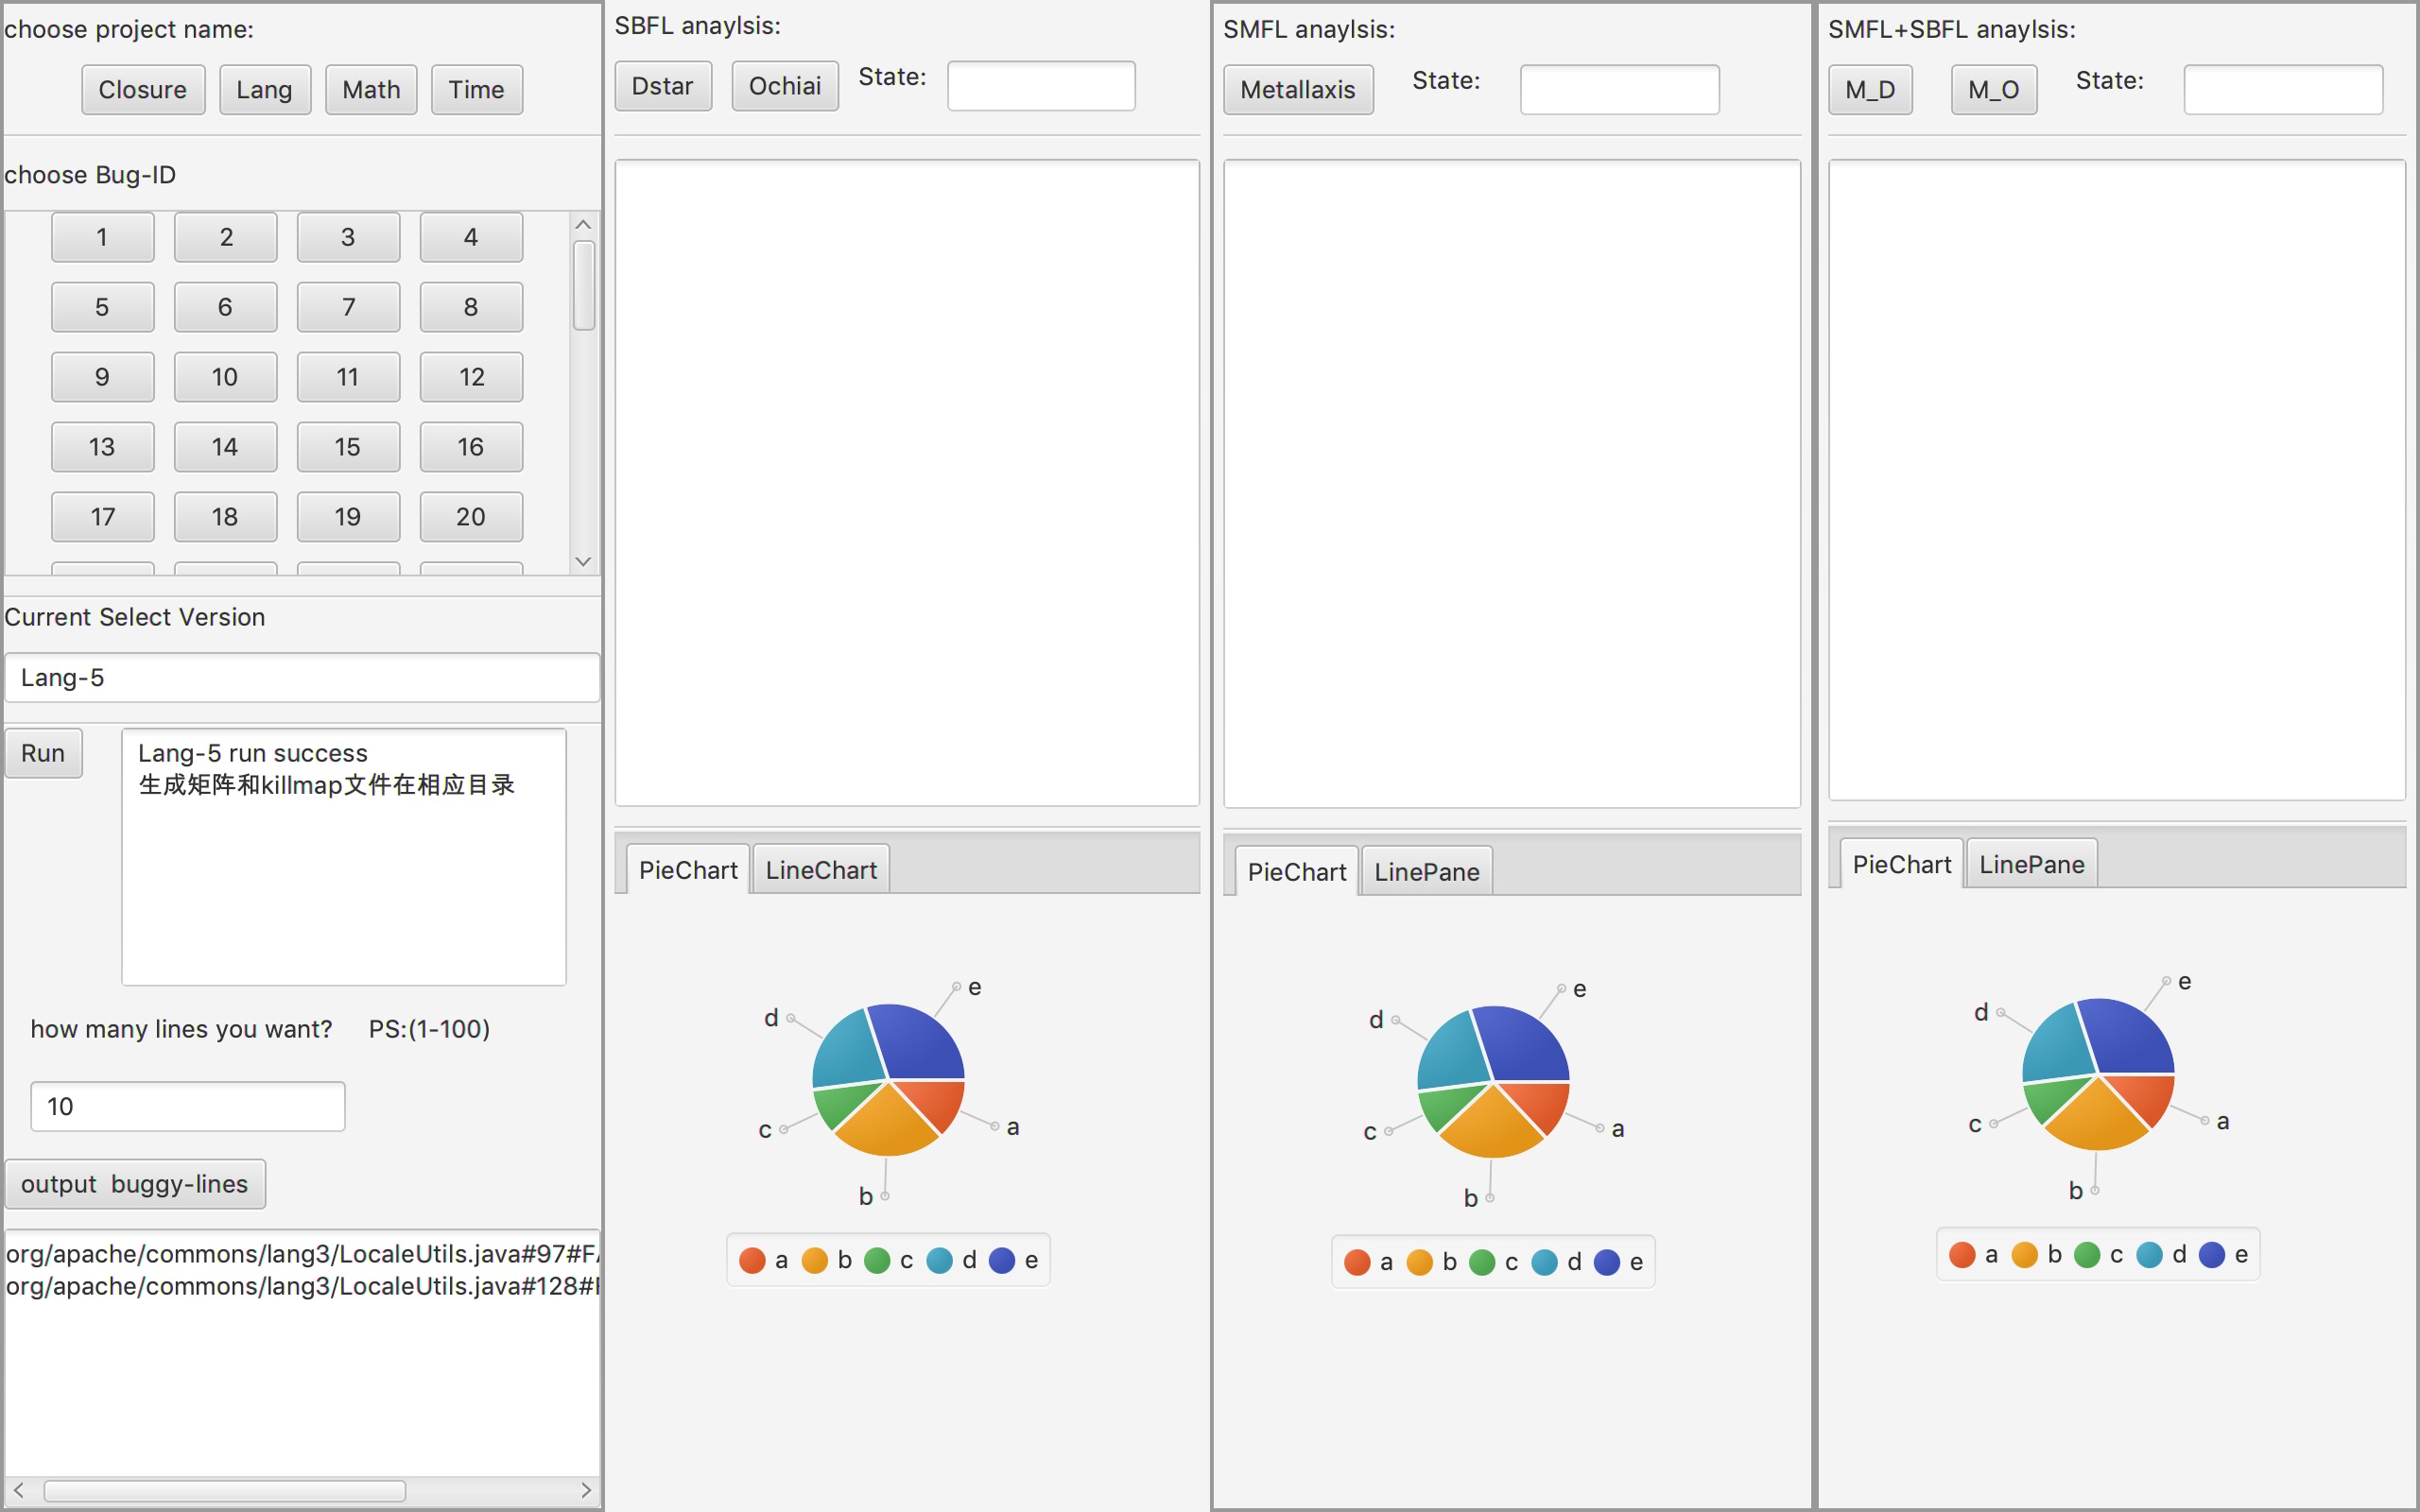 choose project name:
Closure Lang Math Time
choose Bug-ID
1 2 3 4
5 6 7 8
9 10 11 12
13 14 15 16
17 18 19 20
Current Select Version
Lang-5
Run
Lang-5 run success
生成矩阵和killmap文件在相应目录
how many lines you want? PS:(1-100)
10
output buggy-lines
org/apache/commons/lang3/LocaleUtils.java#97#F
org/apache/commons/lang3/LocaleUtils.java#128#
SBFL anaylsis:
Dstar Ochiai State:
PieChart LineChart
e
d
c
a
b
a b c d e
SMFL anaylsis:
Metallaxis State:
PieChart LinePane
e
d
c
a
b
a b c d e
SMFL+SBFL anaylsis:
M_D M_O State:
PieChart LinePane
e
d
c
a
b
a b c d e